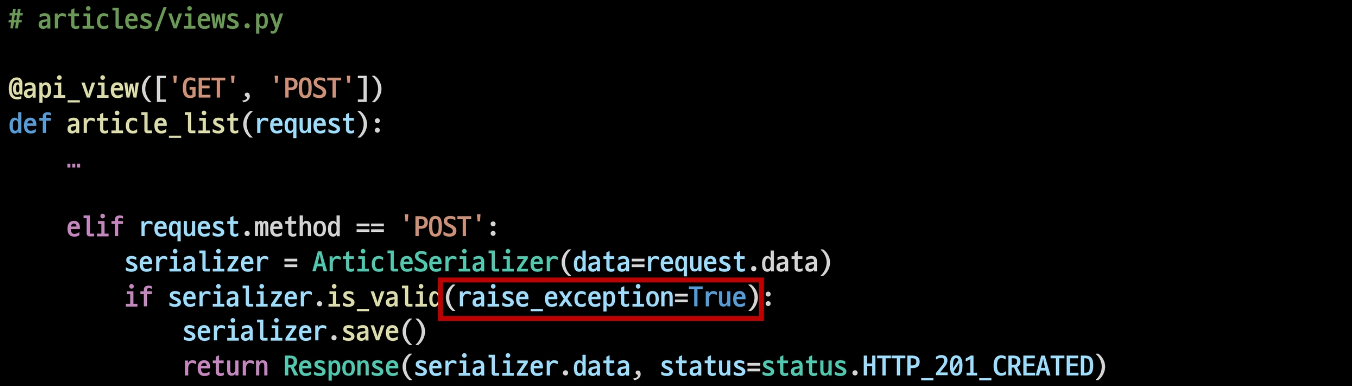 # articles/views.py
@api_view(['GET', 'POST'])
def article_list(request):
    …
    elif request.method == 'POST':
        serializer = ArticleSerializer(data=request.data)
        if serializer.is_valid(raise_exception=True):
            serializer.save()
            return Response(serializer.data, status=status.HTTP_201_CREATED)